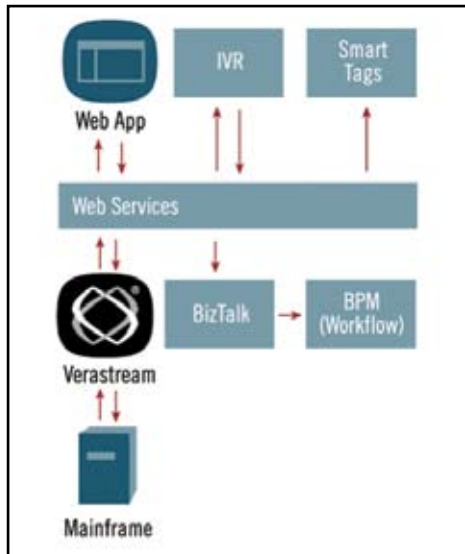 IVR
Smart
Tags
Web App
Web Services
BizTalk
BPM
(Workflow)
®
Verastream
Mainframe